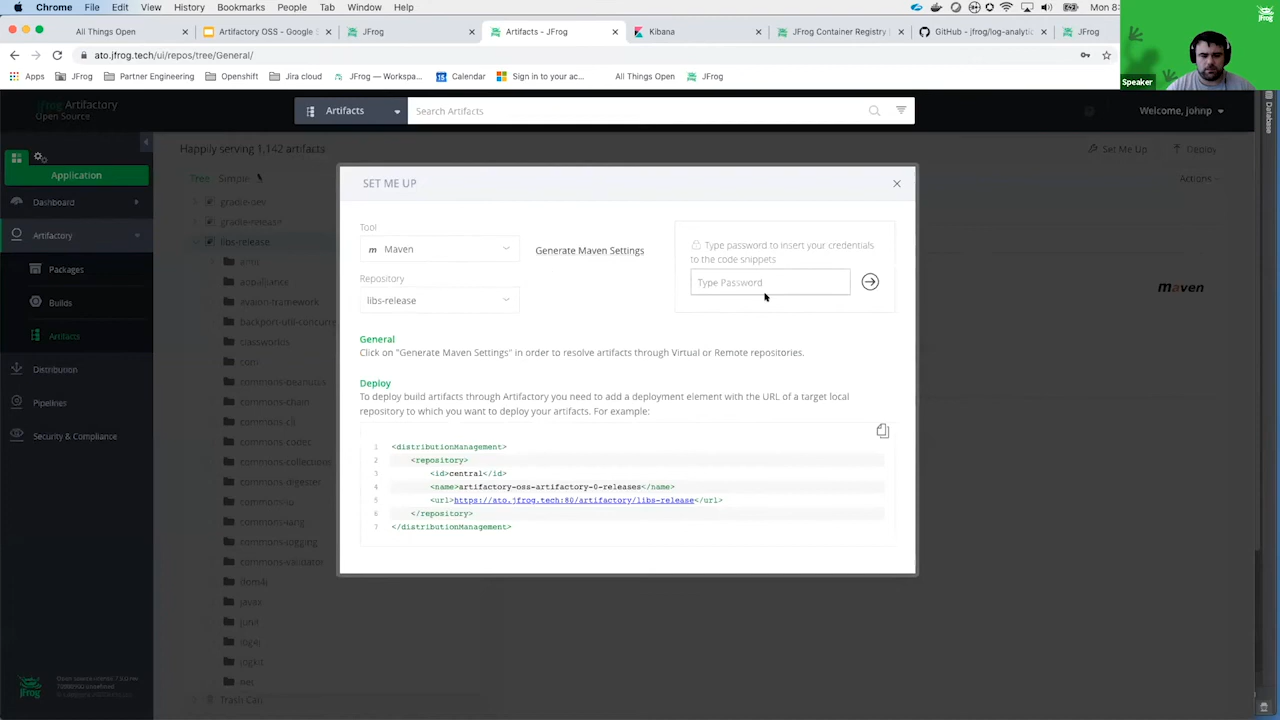 Chrome File Edit View History Bookmarks People Tab Window Help
Mon 8
All Things Open
Artifacts OSS - Google
JFrog
Artifacts - JFrog
Kibana
JFrog Container Registry
GitHub - jfrog/log-analytic
JFrog
ato.jfrog.tech/ui/repos/tree/General/
Apps JFrog Partner Engineering Openshift Jira cloud JFrog — Workspa... Calendar Sign in to your ac... All Things Open JFrog
Speaker
JFrog
JFrog Artifactory
Open Source
Artifacts
Search Artifacts
Welcome, johnp
Database
Happily serving 1,142 artifacts
Set Me Up
Deploy
Application
Tree Simple
Actions
Dashboard
Artifactory
Packages
Builds
Artifacts
Distribution
Pipelines
Security & Compliance
gradle-dev
gradle-release
libs-release
appliance
backport-util-concurre
classworlds
com
commons-beanutils
commons-chain
commons-cli
commons-codec
commons-collections
commons-digester
commons-io
commons-lang
commons-logging
commons-validator
javax
junit
log4j
logkit
net
Trash Can
SET ME UP
Tool
Maven
Generate Maven Settings
Repository
libs-release
Type password to insert your credentials
to the code snippets
Type Password
maven
General
Click on "Generate Maven Settings" in order to resolve artifacts through Virtual or Remote repositories.
Deploy
To deploy build artifacts through Artifactory you need to add a deployment element with the URL of a target local
repository to which you want to deploy your artifacts. For example:
1 <distributionManagement>
2 <repository>
3 <id>central</id>
4 <name>artifactory-oss-artifactory-0-releases</name>
5 <url>https://ato.jfrog.tech:80/artifactory/libs-release</url>
6 </repository>
7 </distributionManagement>
JFrog